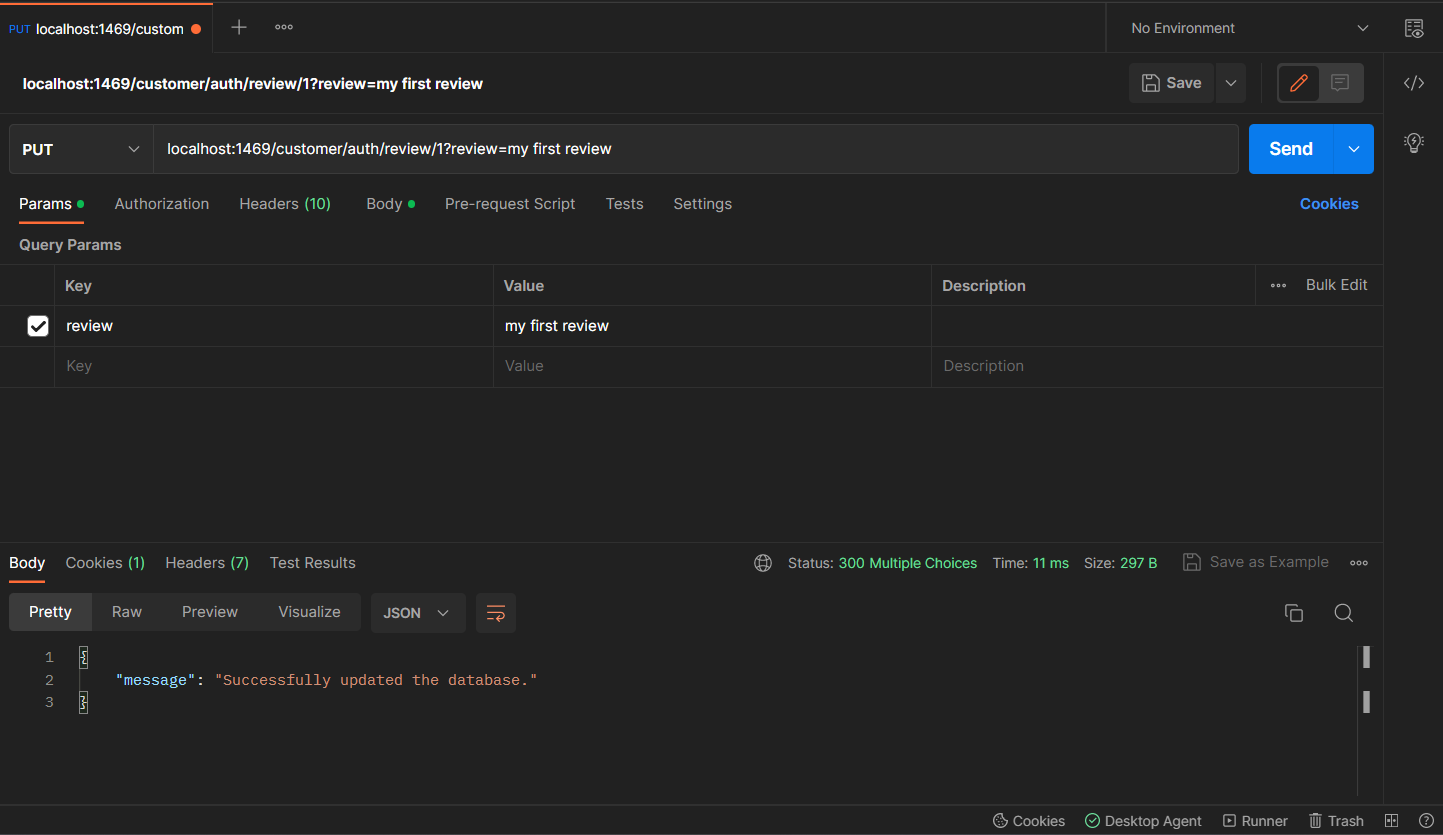 PUT localhost:1469/custom
No Environment
localhost:1469/customer/auth/review/1?review=my first review
Save
PUT
localhost:1469/customer/auth/review/1?review=my first review
Send
Params Authorization Headers (10) Body Pre-request Script Tests Settings Cookies
Query Params
Key Value Description Bulk Edit
review my first review
Key Value Description
Body Cookies (1) Headers (7) Test Results Status: 300 Multiple Choices Time: 11 ms Size: 297 B Save as Example
Pretty Raw Preview Visualize JSON
1 {
2 "message": "Successfully updated the database."
3 }
Cookies Desktop Agent Runner Trash